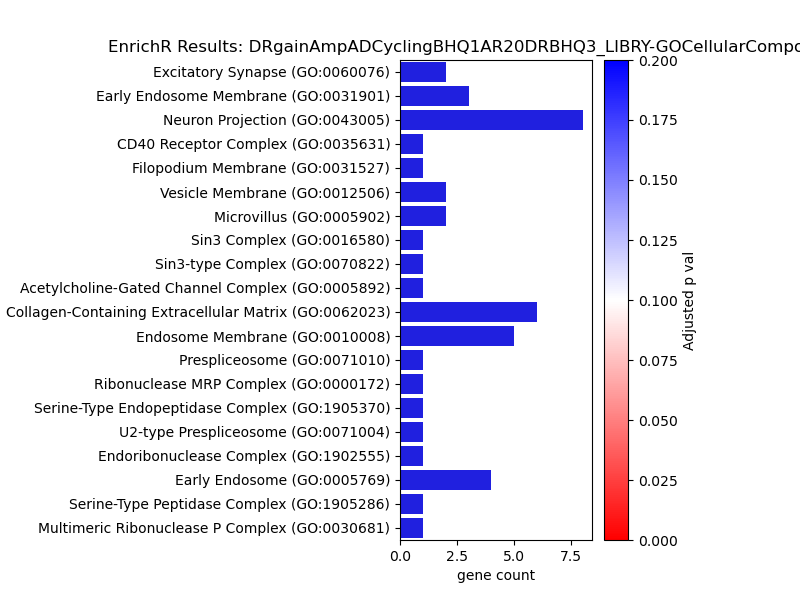 EnrichR Results: DRgainAmpADCyclingBHQ1AR20DRBHQ3_LIBRY-GOCellularCompo
Excitatory Synapse (GO:0060076)
Early Endosome Membrane (GO:0031901)
Neuron Projection (GO:0043005)
CD40 Receptor Complex (GO:0035631)
Filopodium Membrane (GO:0031527)
Vesicle Membrane (GO:0012506)
Microvillus (GO:0005902)
Sin3 Complex (GO:0016580)
Sin3-type Complex (GO:0070822)
Acetylcholine-Gated Channel Complex (GO:0005892)
Collagen-Containing Extracellular Matrix (GO:0062023)
Endosome Membrane (GO:0010008)
Prespliceosome (GO:0071010)
Ribonuclease MRP Complex (GO:0000172)
Serine-Type Endopeptidase Complex (GO:1905370)
U2-type Prespliceosome (GO:0071004)
Endoribonuclease Complex (GO:1902555)
Early Endosome (GO:0005769)
Serine-Type Peptidase Complex (GO:1905286)
Multimeric Ribonuclease P Complex (GO:0030681)
0.0 2.5 5.0 7.5
gene count
0.200
0.175
0.150
0.125
0.100
0.075
0.050
0.025
0.000
Adjusted p val